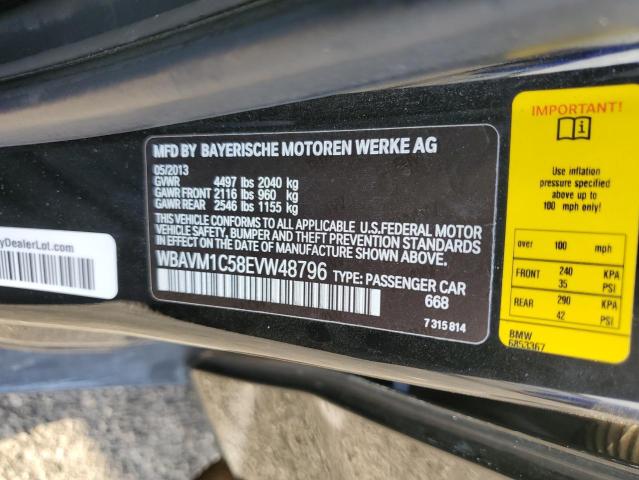 MFD BY BAYERISCHE MOTOREN WERKE AG
05/2013
GVWR 4497 lbs 2040 kg
GAWR FRONT 2116 lbs 960 kg
GAWR REAR 2546 lbs 1155 kg
THIS VEHICLE CONFORMS TO ALL APPLICABLE U.S.FEDERAL MOTOR
VEHICLE SAFETY, BUMPER, AND THEFT PREVENTION STANDARDS
IN EFFECT ON THE DATE OF MANUFACTURE SHOWN ABOVE.
WBAVM1C58EVW48796 TYPE: PASSENGER CAR
668
7 315 814
yDealerLot.com
IMPORTANT!
Use inflation
pressure specified
above for up to
100 mph only!
over 100 mph
FRONT 240 KPA
35 PSI
REAR 290 KPA
42 PSI
BMW
6853367